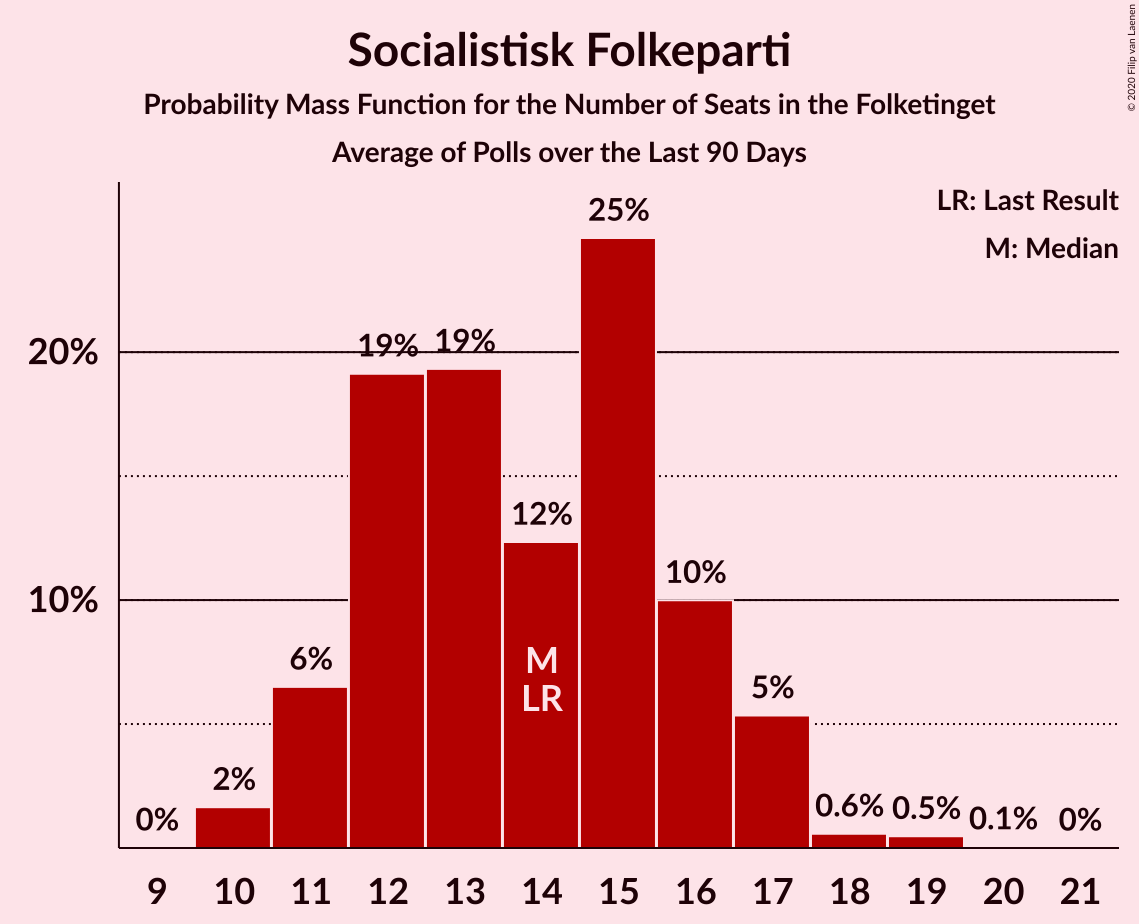 Socialistisk Folkeparti
Probability Mass Function for the Number of Seats in the Folketinget
Average of Polls over the Last 90 Days
© 2020 Filip van Laenen
LR: Last Result
M: Median
25%
20%
19%
19%
12%
10%
10%
6%
M
LR
5%
2%
0%
0.6%
0.5%
0.1%
0%
9 10 11 12 13 14 15 16 17 18 19 20 21